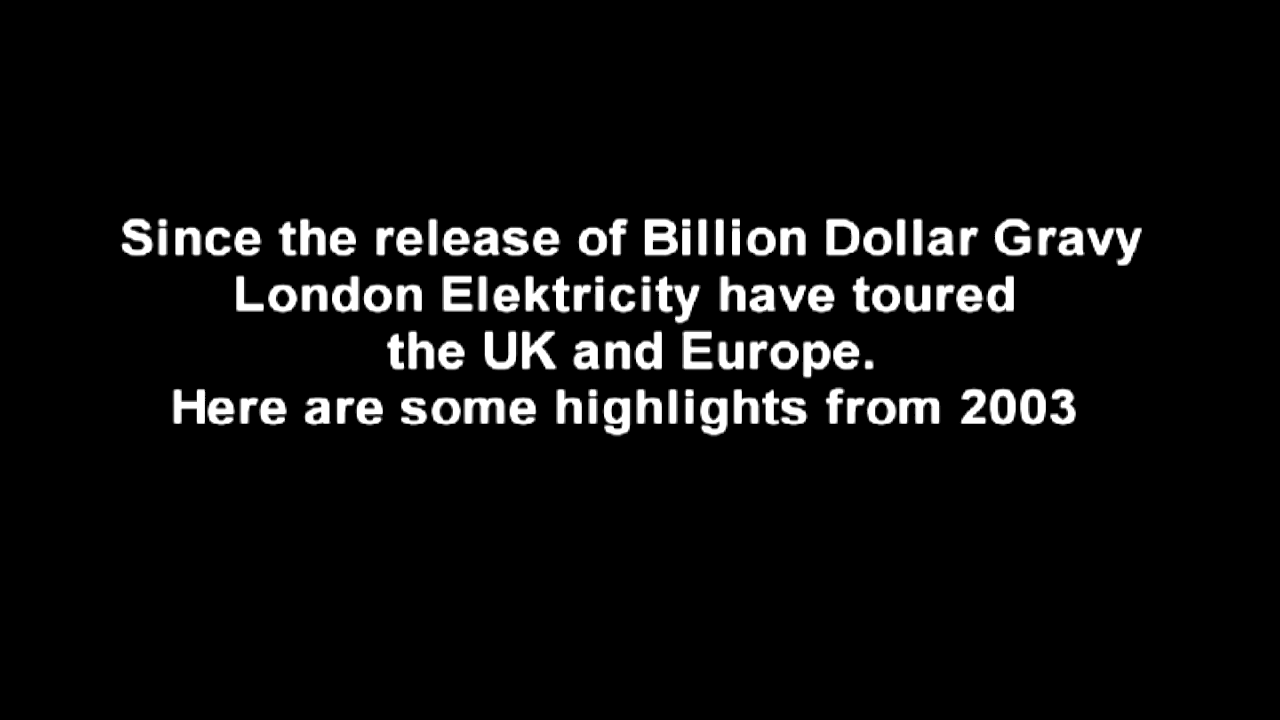 Since the release of Billion Dollar Gravy
London Elektricity have toured
the UK and Europe.
Here are some highlights from 2003